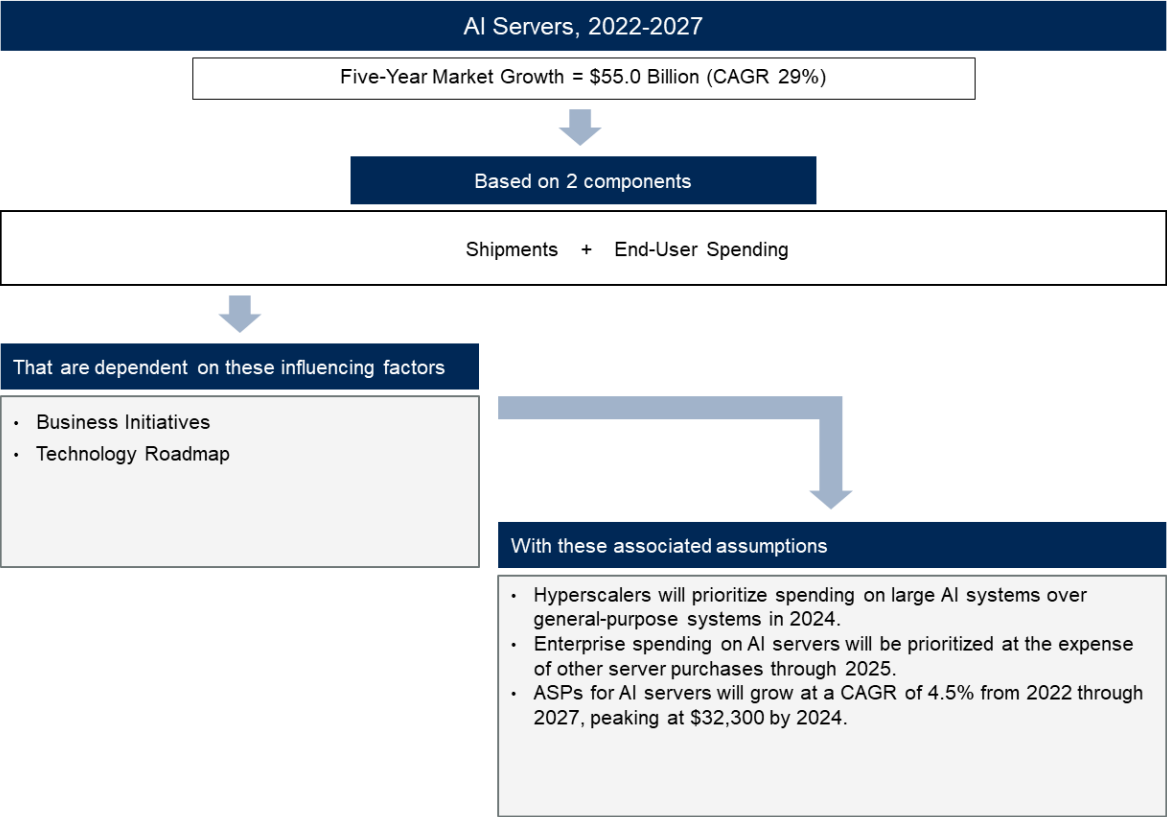 AI Servers, 2022-2027
Five-Year Market Growth = $55.0 Billion (CAGR 29%)
Based on 2 components
Shipments + End-User Spending
That are dependent on these influencing factors
• Business Initiatives
• Technology Roadmap
With these associated assumptions
• Hyperscalers will prioritize spending on large AI systems over
general-purpose systems in 2024.
• Enterprise spending on AI servers will be prioritized at the expense
of other server purchases through 2025.
• ASPs for AI servers will grow at a CAGR of 4.5% from 2022 through
2027, peaking at $32,300 by 2024.